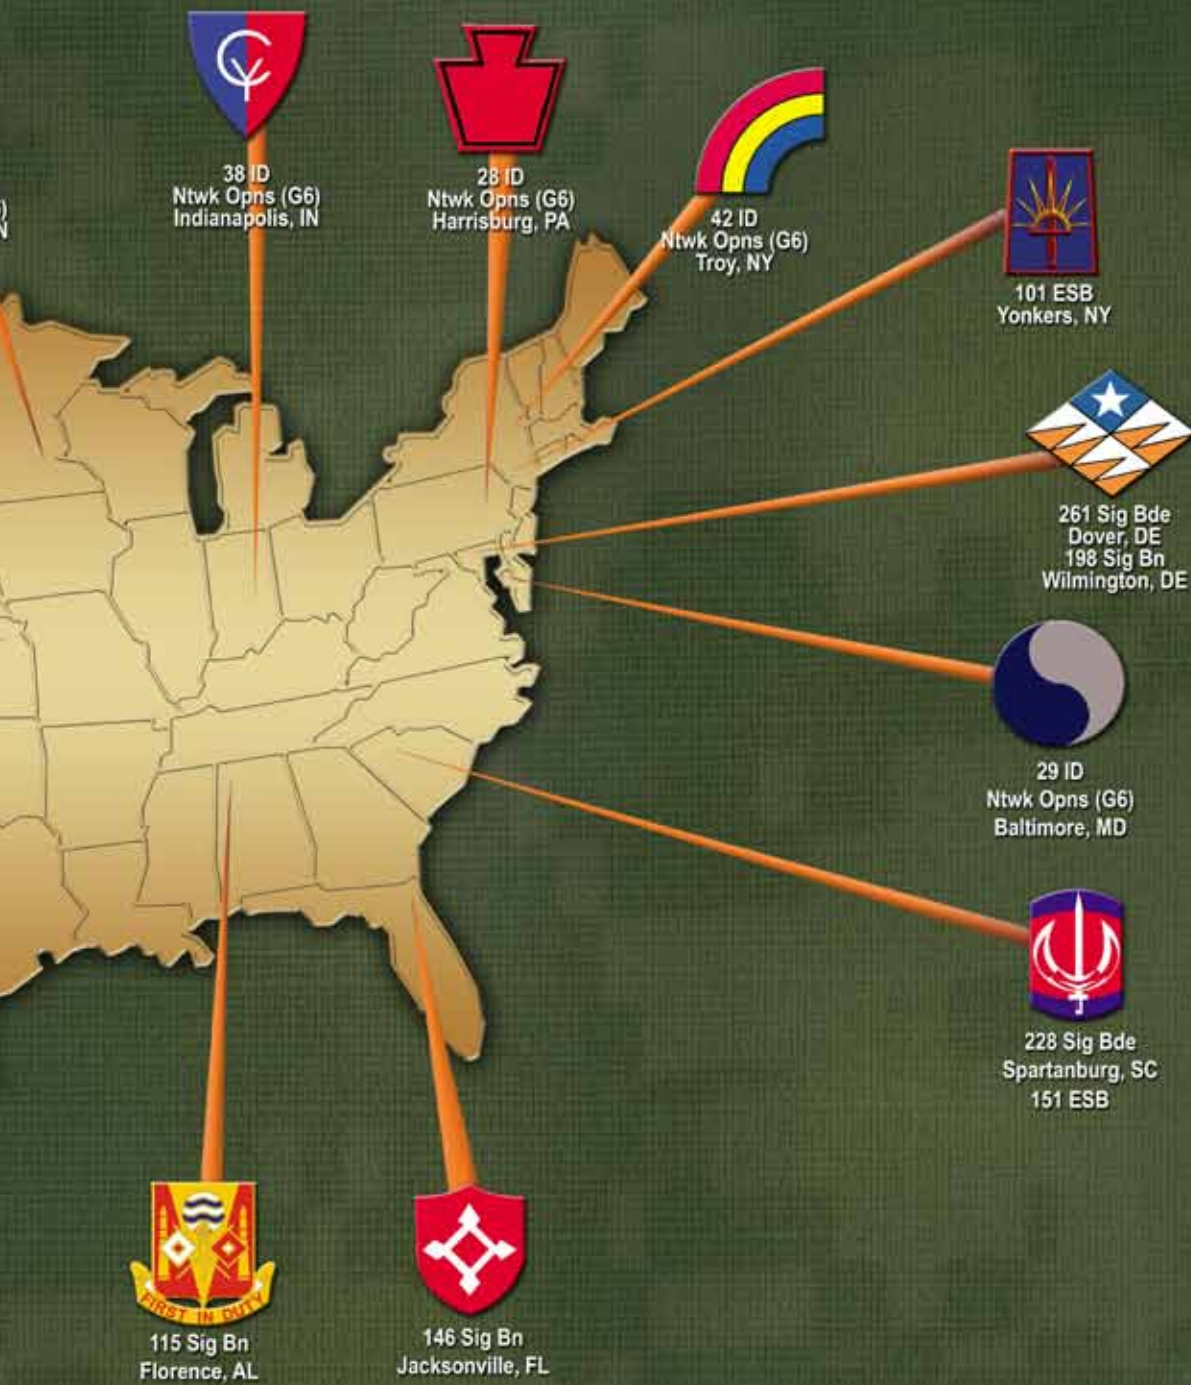 38 ID
Ntwk Opns (G6)
Indianapolis, IN
28 ID
Ntwk Opns (G6)
Harrisburg, PA
42 ID
Ntwk Opns (G6)
Troy, NY
101 ESB
Yonkers, NY
261 Sig Bde
Dover, DE
198 Sig Bn
Wilmington, DE
29 ID
Ntwk Opns (G6)
Baltimore, MD
228 Sig Bde
Spartanburg, SC
151 ESB
FIRST IN DUTY
115 Sig Bn
Florence, AL
146 Sig Bn
Jacksonville, FL
)
N
CY